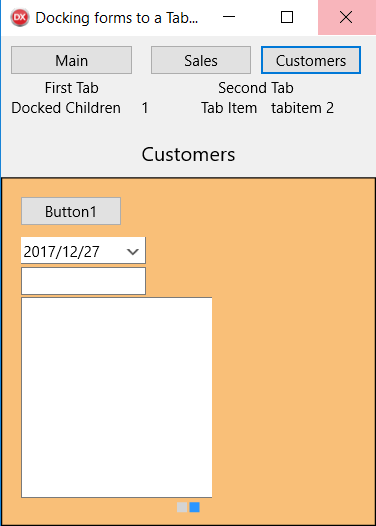 DX Docking forms to a Tab...
Main Sales Customers
First Tab Second Tab
Docked Children 1 Tab Item tabitem 2
Customers
Button1
2017/12/27